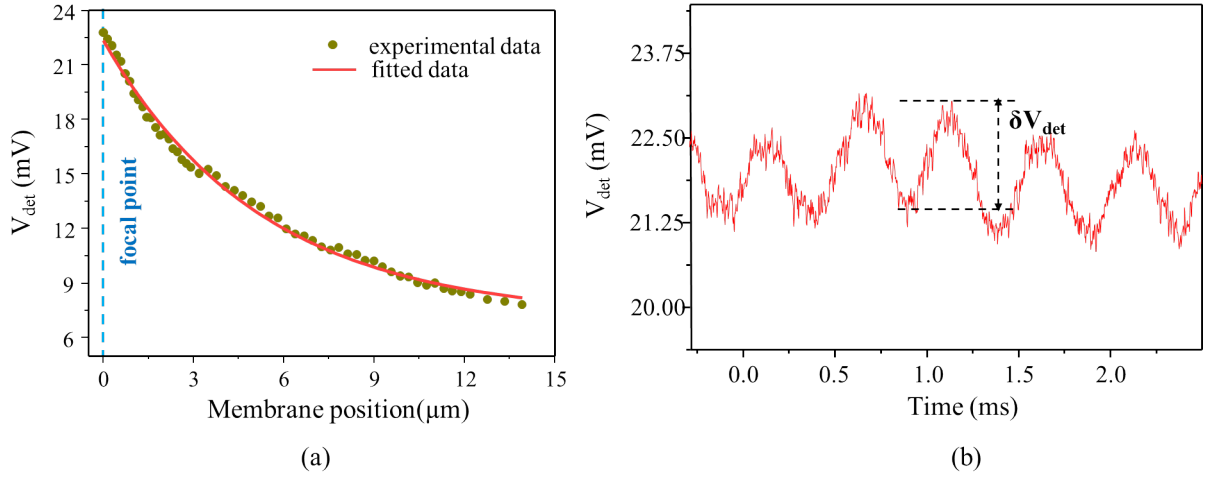 24
21
18
15
12
9
6
V_det (mV)
experimental data
fitted data
focal point
0 3 6 9 12 15
Membrane position(μm)
(a)
23.75
22.50
21.25
20.00
V_det (mV)
δV_det
0.0 0.5 1.0 1.5 2.0
Time (ms)
(b)